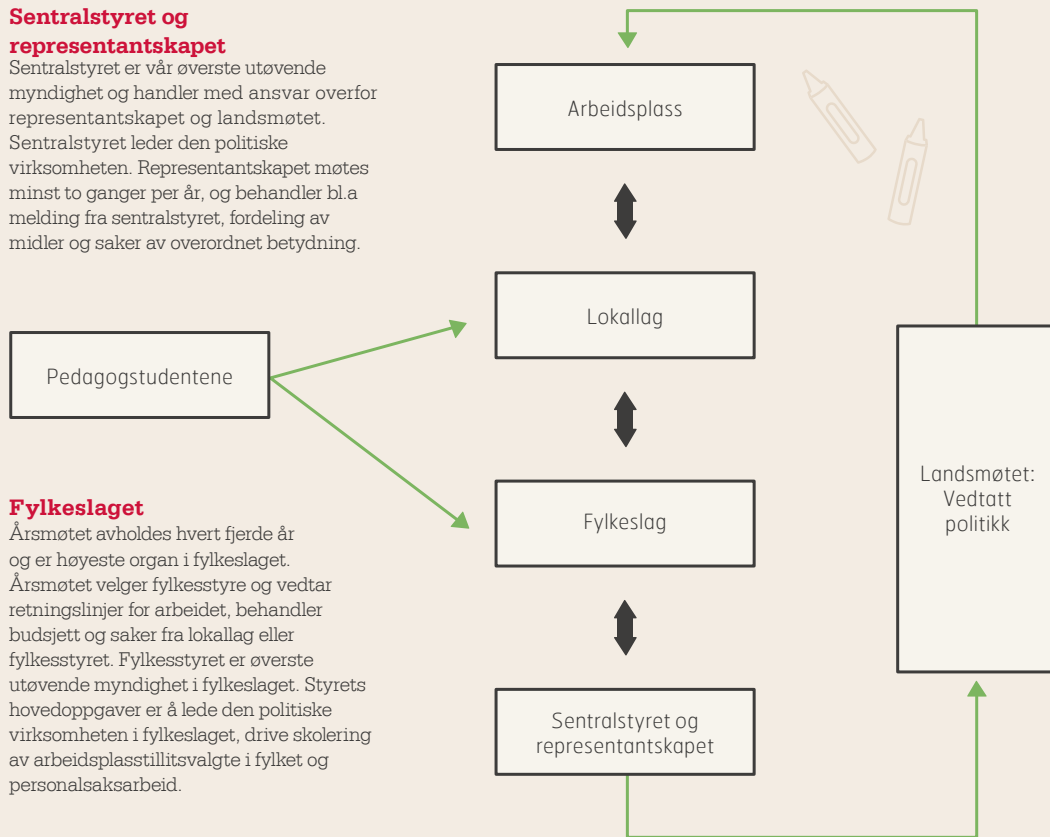 Sentralstyret og
representantskapet
Sentralstyret er vår øverste utøvende
myndighet og handler med ansvar overfor
representantskapet og landsmøtet.
Sentralstyret leder den politiske
virksomheten. Representantskapet møtes
minst to ganger per år, og behandler bl.a
melding fra sentralstyret, fordeling av
midler og saker av overordnet betydning.
Pedagogstudentene
Fylkeslaget
Årsmøtet avholdes hvert fjerde år
og er høyeste organ i fylkeslaget.
Årsmøtet velger fylkesstyre og vedtar
retningslinjer for arbeidet, behandler
budsjett og saker fra lokallag eller
fylkesstyret. Fylkesstyret er øverste
utøvende myndighet i fylkeslaget. Styrets
hovedoppgaver er å lede den politiske
virksomheten i fylkeslaget, drive skolering
av arbeidsplasstillitsvalgte i fylket og
personalsaksarbeid.
Arbeidsplass
Lokallag
Fylkeslag
Sentralstyret og
representantskapet
Landsmøtet:
Vedtatt
politikk